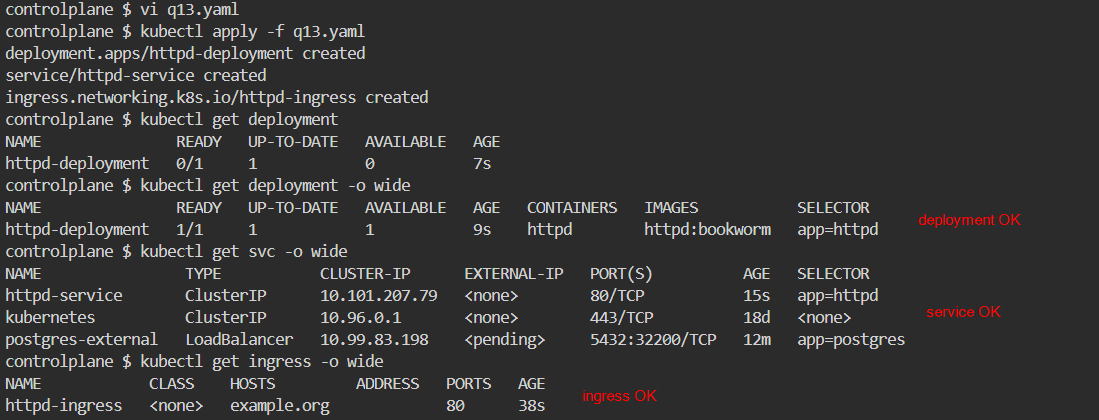 controlplane $ vi q13.yaml
controlplane $ kubectl apply -f q13.yaml
deployment.apps/httpd-deployment created
service/httpd-service created
ingress.networking.k8s.io/httpd-ingress created
controlplane $ kubectl get deployment
NAME READY UP-TO-DATE AVAILABLE AGE
httpd-deployment 0/1 1 0 7s
controlplane $ kubectl get deployment -o wide
NAME READY UP-TO-DATE AVAILABLE AGE CONTAINERS IMAGES SELECTOR
httpd-deployment 1/1 1 1 9s httpd httpd:bookworm app=httpd
deployment OK
controlplane $ kubectl get svc -o wide
NAME TYPE CLUSTER-IP EXTERNAL-IP PORT(S) AGE SELECTOR
httpd-service ClusterIP 10.101.207.79 <none> 80/TCP 15s app=httpd
kubernetes ClusterIP 10.96.0.1 <none> 443/TCP 18d <none>
service OK
postgres-external LoadBalancer 10.99.83.198 <pending> 5432:32200/TCP 12m app=postgres
controlplane $ kubectl get ingress -o wide
NAME CLASS HOSTS ADDRESS PORTS AGE
httpd-ingress <none> example.org 80 38s
ingress OK